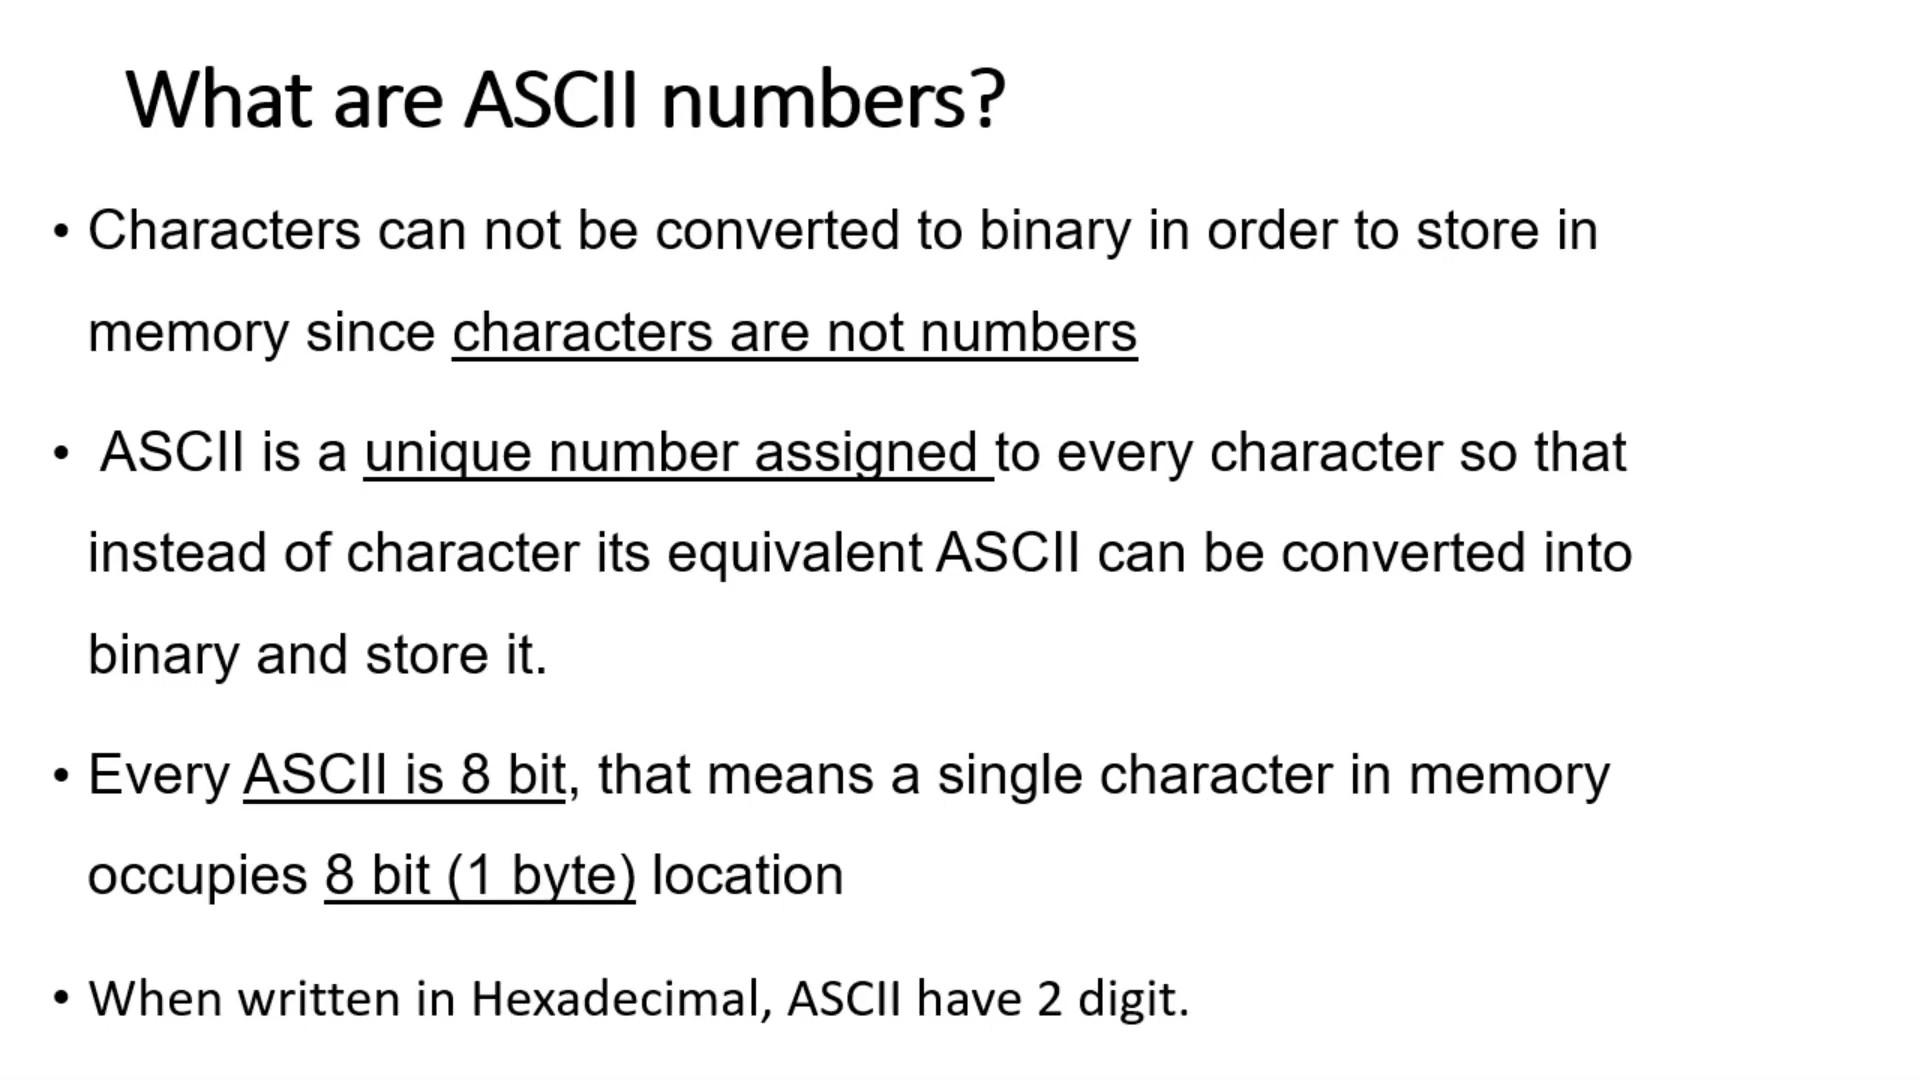 What are ASCII numbers?
• Characters can not be converted to binary in order to store in
memory since characters are not numbers
• ASCII is a unique number assigned to every character so that
instead of character its equivalent ASCII can be converted into
binary and store it.
• Every ASCII is 8 bit, that means a single character in memory
occupies 8 bit (1 byte) location
• When written in Hexadecimal, ASCII have 2 digit.